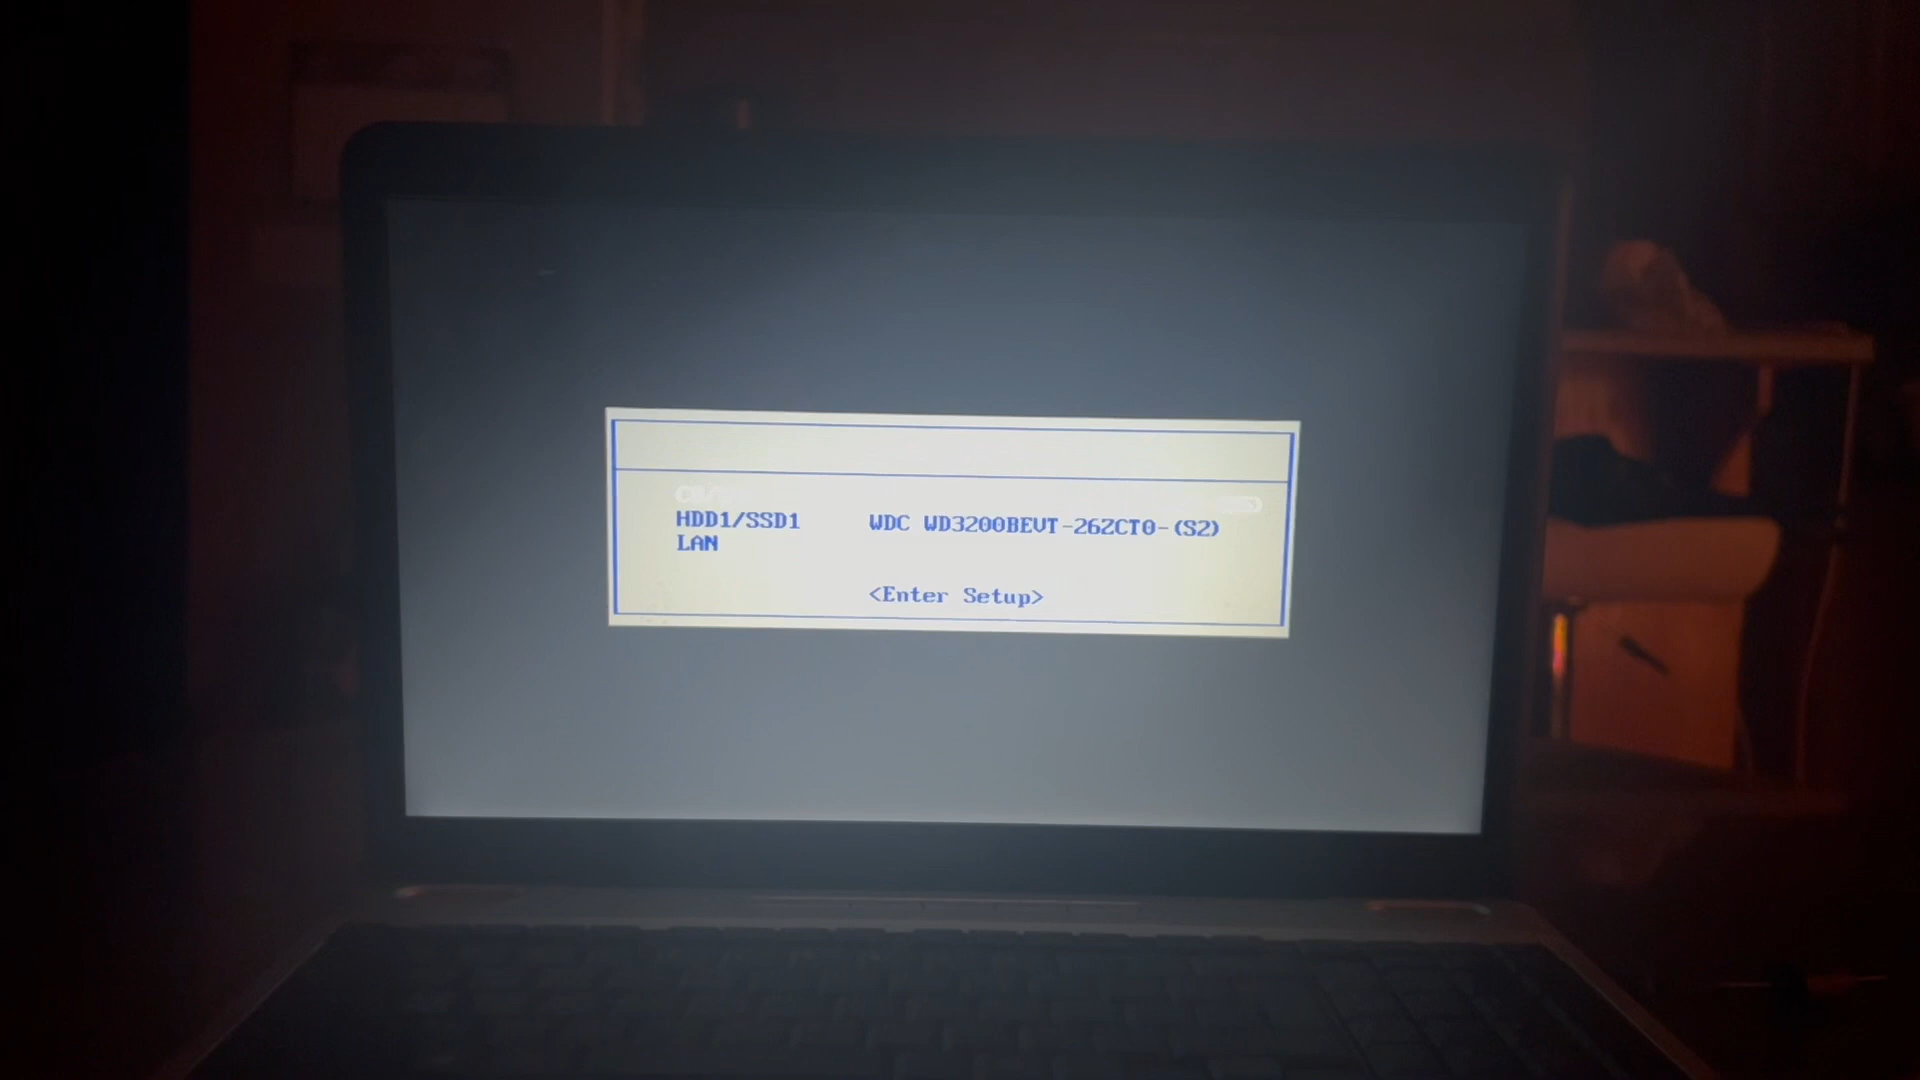 HDD1/SSD1 WDC WD3200BEVT-26ZCT0-(S2)
LAN
<Enter Setup>